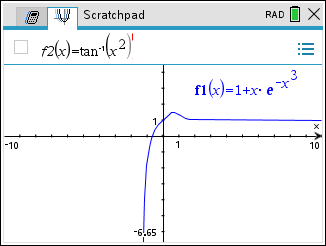 Scratchpad RAD
f2(x)=tan⁻¹(x²)
f1(x)=1+x· e^-x³
1
x
-10 1 10
-6.65